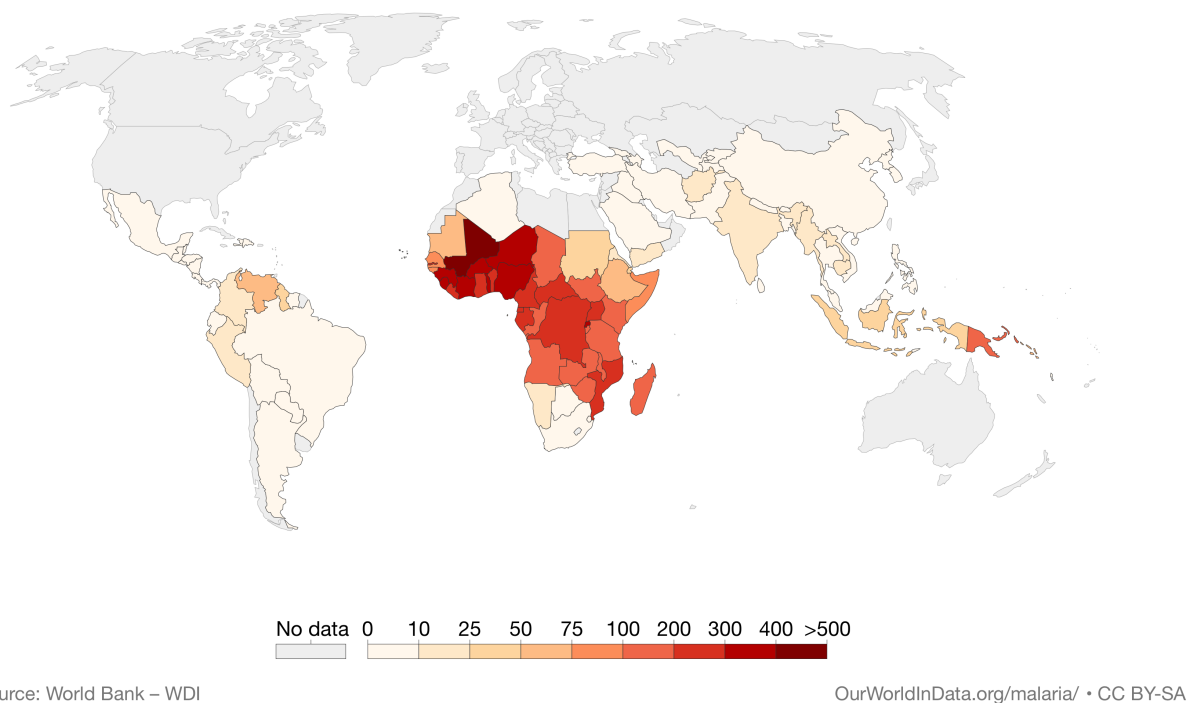 No data 0 10 25 50 75 100 200 300 400 >500
urce: World Bank – WDI
OurWorldInData.org/malaria/ • CC BY-SA